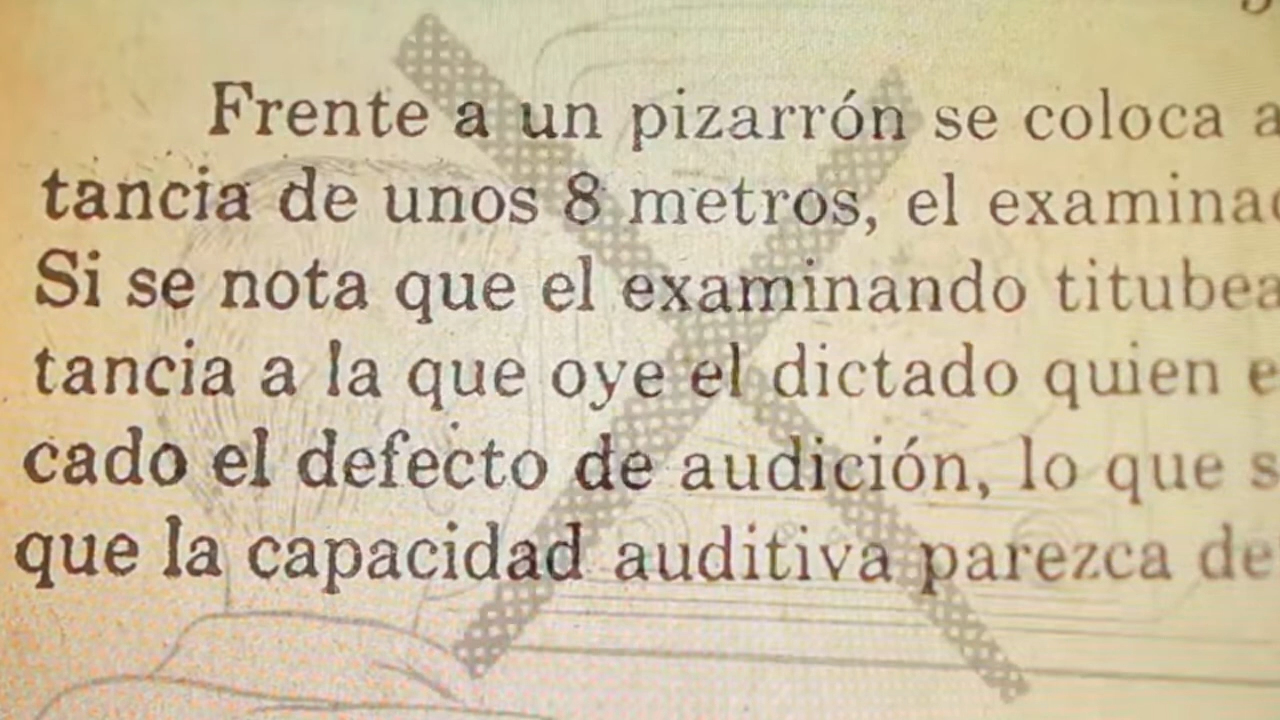 Frente a un pizarrón se coloca a
tancia de unos 8 metros, el examinad
Si se nota que el examinando titubea
tancia a la que oye el dictado quien e
cado el defecto de audición, lo que s
que la capacidad auditiva parezca de